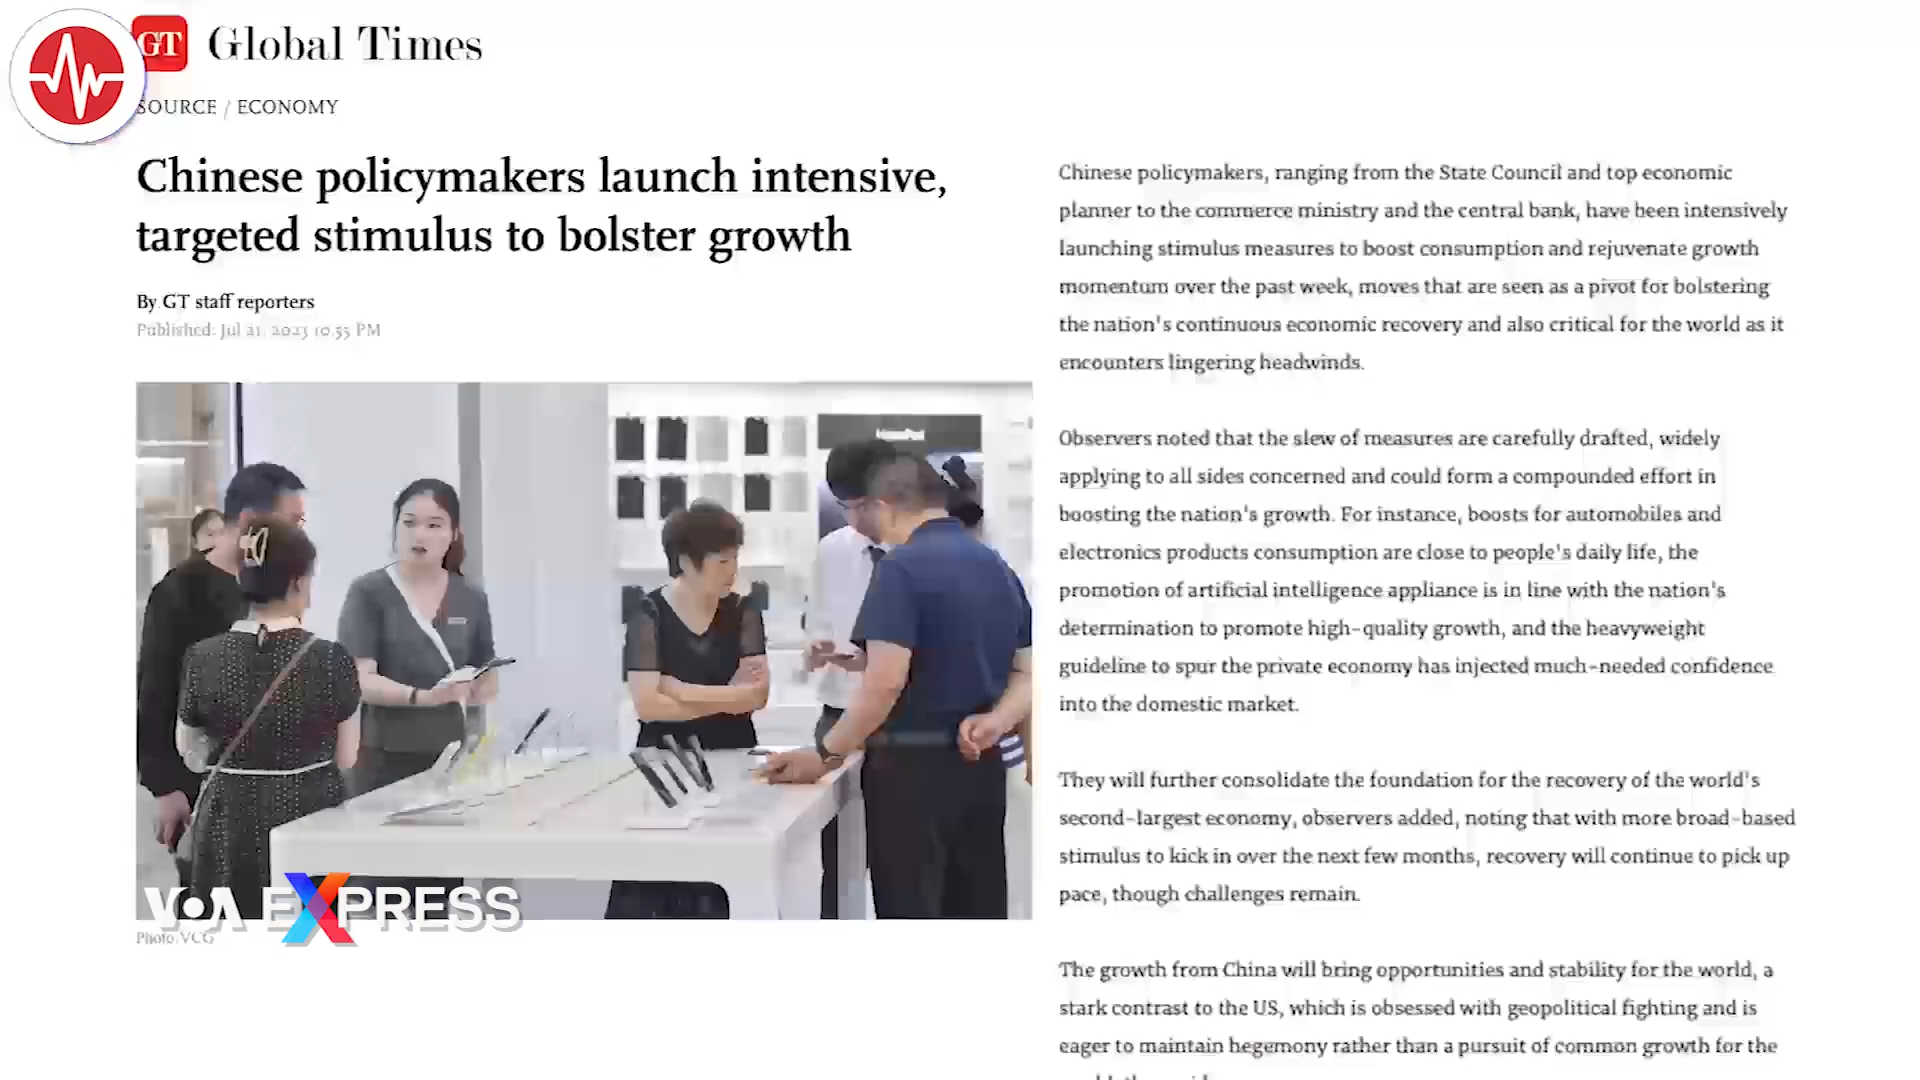 GT Global Times
SOURCE / ECONOMY
Chinese policymakers launch intensive,
targeted stimulus to bolster growth
By GT staff reporters
Published: Jul 21, 2023 10:55 PM
VOA EXPRESS
Photo:VCG
Chinese policymakers, ranging from the State Council and top economic
planner to the commerce ministry and the central bank, have been intensively
launching stimulus measures to boost consumption and rejuvenate growth
momentum over the past week, moves that are seen as a pivot for bolstering
the nation's continuous economic recovery and also critical for the world as it
encounters lingering headwinds.
Observers noted that the slew of measures are carefully drafted, widely
applying to all sides concerned and could form a compounded effort in
boosting the nation's growth. For instance, boosts for automobiles and
electronics products consumption are close to people's daily life, the
promotion of artificial intelligence appliance is in line with the nation's
determination to promote high-quality growth, and the heavyweight
guideline to spur the private economy has injected much-needed confidence
into the domestic market.
They will further consolidate the foundation for the recovery of the world's
second-largest economy, observers added, noting that with more broad-based
stimulus to kick in over the next few months, recovery will continue to pick up
pace, though challenges remain.
The growth from China will bring opportunities and stability for the world, a
stark contrast to the US, which is obsessed with geopolitical fighting and is
eager to maintain hegemony rather than a pursuit of common growth for the